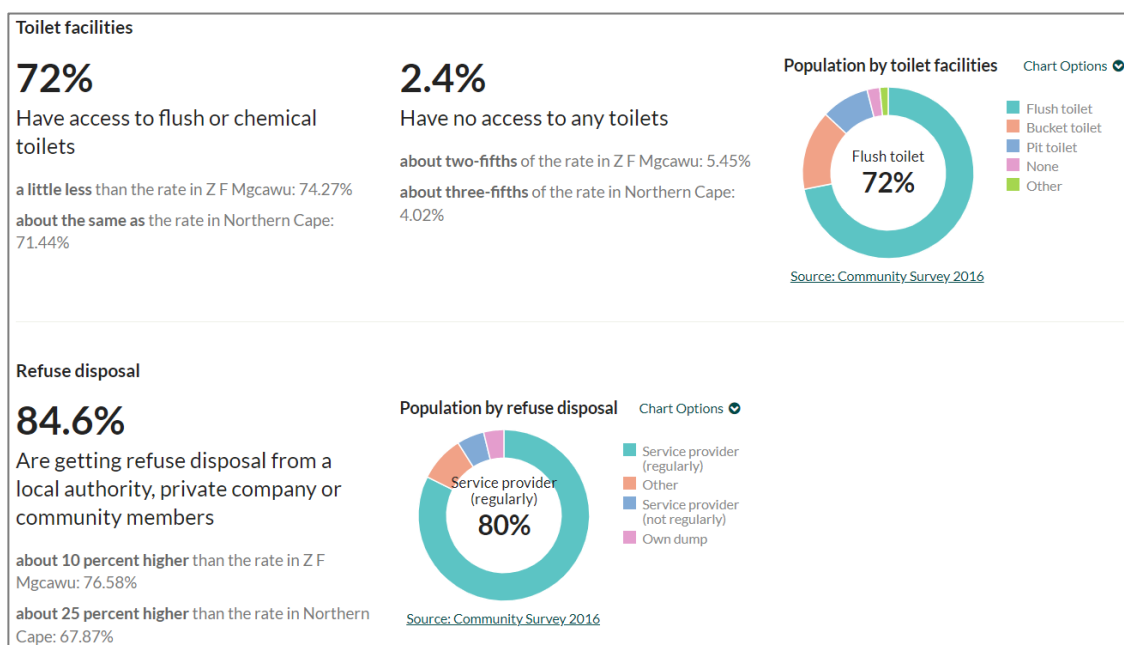 Toilet facilities
72%
Have access to flush or chemical
toilets
a little less than the rate in Z F Mgcawu: 74.27%
about the same as the rate in Northern Cape:
71.44%
2.4%
Have no access to any toilets
about two-fifths of the rate in Z F Mgcawu: 5.45%
about three-fifths of the rate in Northern Cape:
4.02%
Population by toilet facilities
Chart Options
Flush toilet
72%
Flush toilet
Bucket toilet
Pit toilet
None
Other
Source: Community Survey 2016
Refuse disposal
84.6%
Are getting refuse disposal from a
local authority, private company or
community members
about 10 percent higher than the rate in Z F
Mgcawu: 76.58%
about 25 percent higher than the rate in Northern
Cape: 67.87%
Population by refuse disposal
Chart Options
Service provider
(regularly)
80%
Service provider
(regularly)
Other
Service provider
(not regularly)
Own dump
Source: Community Survey 2016